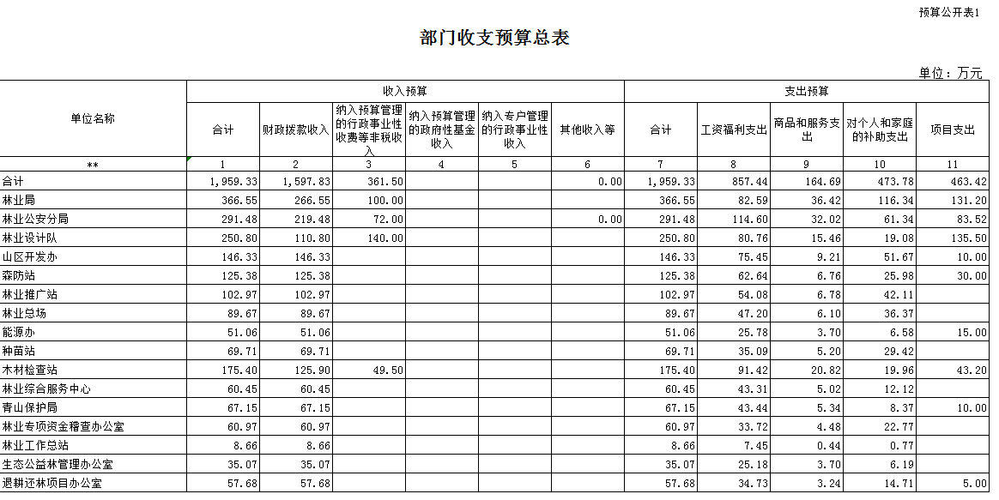 预算公开表1
部门收支预算总表
单位：万元
单位名称 收入预算 支出预算
合计 财政拨款收入 纳入预算管理的行政事业性收费等非税收入 纳入预算管理的政府性基金收入 纳入专户管理的行政事业性收入 其他收入等 合计 工资福利支出 商品和服务支出 对个人和家庭的补助支出 项目支出
** 1 2 3 4 5 6 7 8 9 10 11
合计 1,959.33 1,597.83 361.50 0.00 1,959.33 857.44 164.69 473.78 463.42
林业局 366.55 266.55 100.00 366.55 82.59 36.42 116.34 131.20
林业公安分局 291.48 219.48 72.00 0.00 291.48 114.60 32.02 61.34 83.52
林业设计队 250.80 110.80 140.00 250.80 80.76 15.46 19.08 135.50
山区开发办 146.33 146.33 146.33 75.45 9.21 51.67 10.00
森防站 125.38 125.38 125.38 62.64 6.76 25.98 30.00
林业推广站 102.97 102.97 102.97 54.08 6.78 42.11
林业总场 89.67 89.67 89.67 47.20 6.10 36.37
能源办 51.06 51.06 51.06 25.78 3.70 6.58 15.00
种苗站 69.71 69.71 69.71 35.09 5.20 29.42
木材检查站 175.40 125.90 49.50 175.40 91.42 20.82 19.96 43.20
林业综合服务中心 60.45 60.45 60.45 43.31 5.02 12.12
青山保护局 67.15 67.15 67.15 43.44 5.34 8.37 10.00
林业专项资金稽查办公室 60.97 60.97 60.97 33.72 4.48 22.77
林业工作总站 8.66 8.66 8.66 7.45 0.44 0.77
生态公益林管理办公室 35.07 35.07 35.07 25.18 3.70 6.19
退耕还林项目办公室 57.68 57.68 57.68 34.73 3.24 14.71 5.00